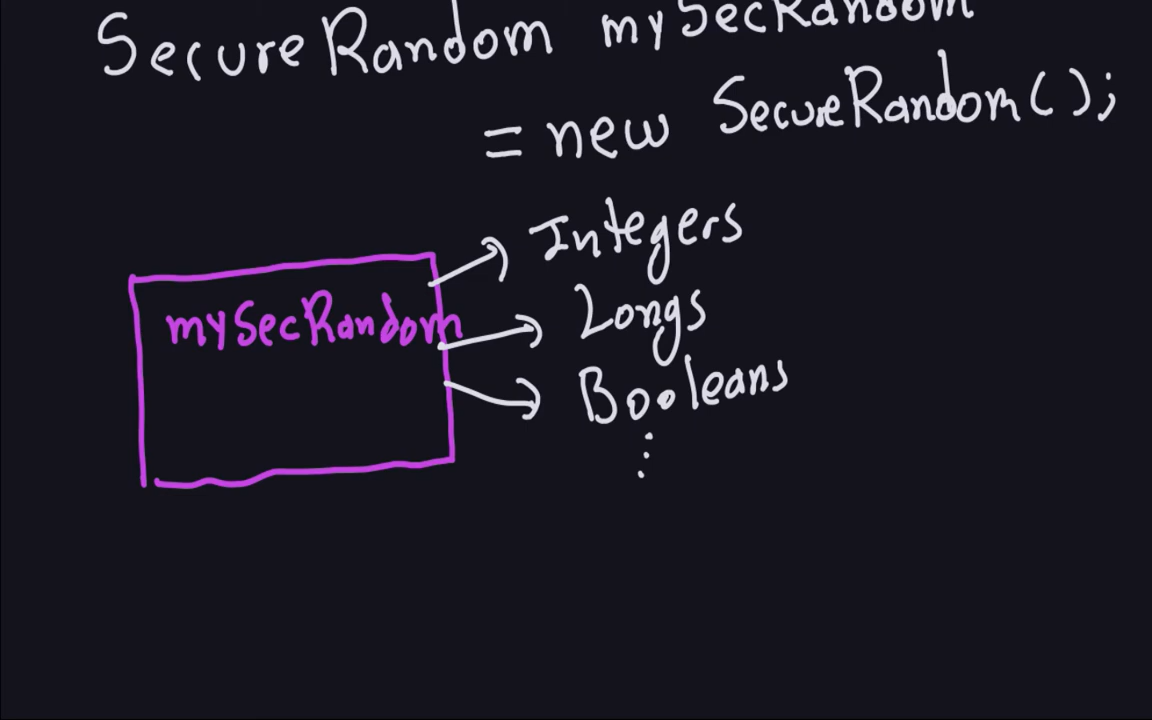 SecureRandom mySecRandom
= new SecureRandom();
Integers
mySecRandom
Longs
Booleans